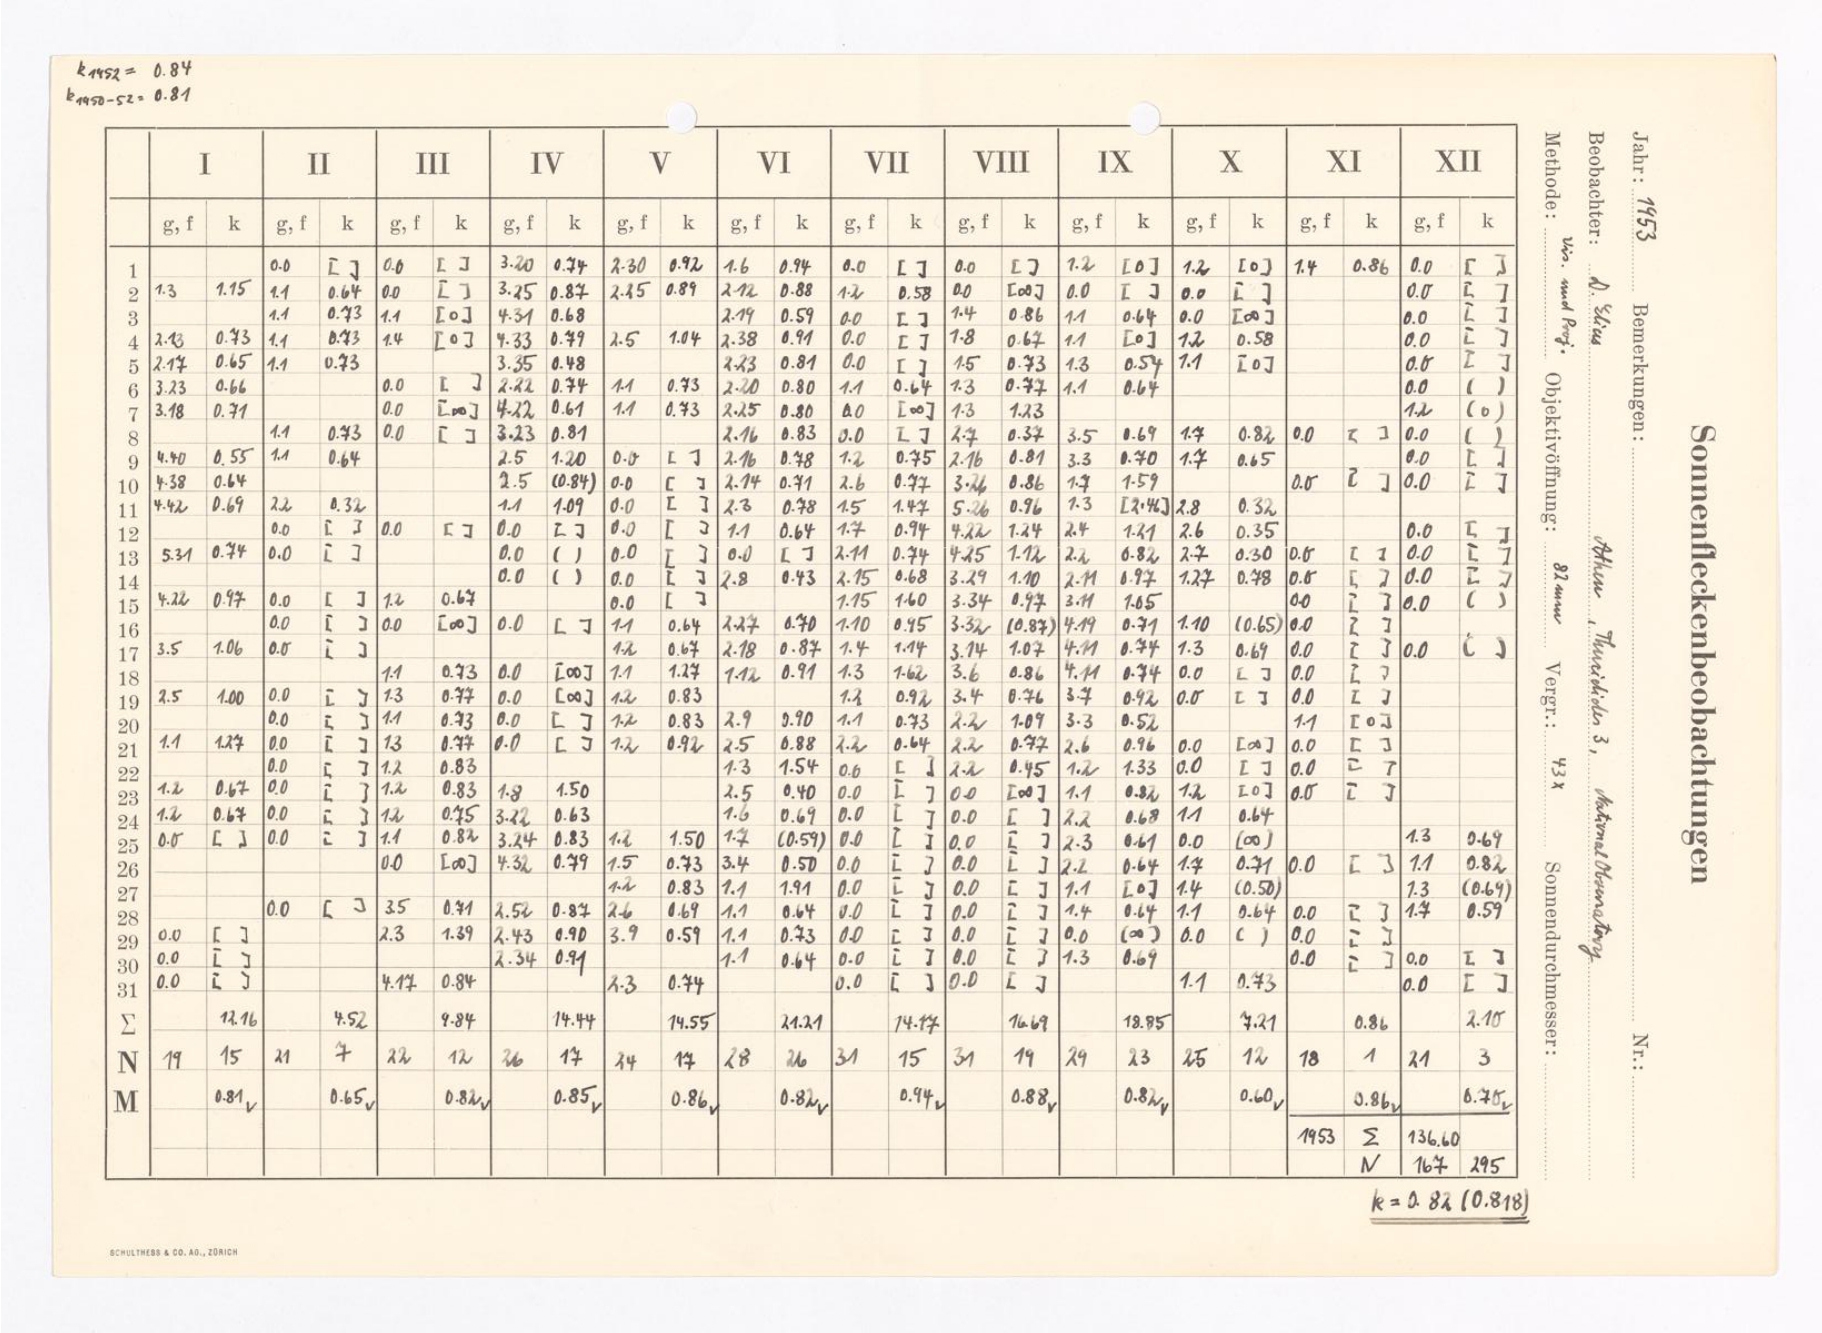 k1952 = 0.84
k1950-52 = 0.81
Sonnenfleckenbeobachtungen
Jahr: 1953 Bemerkungen: Nr.:
Beobachter: D. Elias Athen, Thucidides 3, National Observatory
Methode: vis. und Proj. Objektivöffnung: 82mm Vergr.: 43x Sonnendurchmesser:
I II III IV V VI VII VIII IX X XI XII
g, f k g, f k g, f k g, f k g, f k g, f k g, f k g, f k g, f k g, f k g, f k g, f k
1 0.0 [ ] 0.0 [ ] 3.20 0.74 2.30 0.92 1.6 0.94 0.0 [ ] 0.0 [ ] 1.2 [0] 1.2 [0] 1.4 0.86 0.0 [ ]
2 1.3 1.15 1.1 0.64 0.0 [ ] 3.25 0.87 2.25 0.89 2.12 0.88 1.2 0.58 0.0 [∞] 0.0 [ ] 0.0 [ ] 0.0 [ ]
3 1.1 0.73 1.1 [0] 4.31 0.68 2.19 0.59 0.0 [ ] 1.4 0.86 1.1 0.64 0.0 [∞] 0.0 [ ]
4 2.13 0.73 1.1 0.73 1.4 [0] 4.33 0.79 2.5 1.04 2.38 0.91 0.0 [ ] 1.8 0.67 1.1 [0] 1.2 0.58 0.0 [ ]
5 2.17 0.65 1.1 0.73 3.35 0.48 2.23 0.81 0.0 [ ] 1.5 0.73 1.3 0.54 1.1 [0] 0.0 [ ]
6 3.23 0.66 0.0 [ ] 2.22 0.74 1.1 0.73 2.20 0.80 1.1 0.64 1.3 0.77 1.1 0.64 0.0 ( )
7 3.18 0.71 0.0 [∞] 4.22 0.61 1.1 0.73 2.25 0.80 0.0 [∞] 1.3 1.23 1.2 (0)
8 1.1 0.73 0.0 [ ] 3.23 0.81 2.16 0.83 0.0 [ ] 2.7 0.37 3.5 0.69 1.7 0.82 0.0 [ ] 0.0 ( )
9 4.40 0.55 1.1 0.64 2.5 1.20 0.0 [ ] 2.16 0.78 1.2 0.75 2.16 0.81 3.3 0.70 1.7 0.65 0.0 [ ]
10 4.38 0.64 2.5 (0.84) 0.0 [ ] 2.14 0.71 2.6 0.77 3.26 0.86 1.7 1.59 0.0 [ ] 0.0 [ ]
11 4.42 0.69 2.2 0.32 1.1 1.09 0.0 [ ] 2.3 0.78 1.5 1.47 5.26 0.96 1.3 [2.46] 2.8 0.32
12 0.0 [ ] 0.0 [ ] 0.0 [ ] 0.0 [ ] 1.1 0.64 1.7 0.94 4.22 1.24 2.4 1.21 2.6 0.35 0.0 [ ]
13 5.31 0.74 0.0 [ ] 0.0 ( ) 0.0 [ ] 0.0 [ ] 2.11 0.74 4.25 1.12 2.2 0.82 2.7 0.30 0.0 [ ] 0.0 [ ]
14 0.0 ( ) 0.0 [ ] 2.8 0.43 2.15 0.68 3.29 1.10 2.11 0.97 1.27 0.78 0.0 [ ] 0.0 [ ]
15 4.22 0.97 0.0 [ ] 1.2 0.67 0.0 [ ] 1.15 1.60 3.34 0.97 3.11 1.05 0.0 [ ] 0.0 ( )
16 0.0 [ ] 0.0 [∞] 0.0 [ ] 1.1 0.64 2.27 0.70 1.10 0.95 3.32 (0.87) 4.19 0.71 1.10 (0.65) 0.0 [ ]
17 3.5 1.06 0.0 [ ] 1.2 0.67 2.18 0.87 1.4 1.14 3.14 1.07 4.11 0.74 1.3 0.69 0.0 [ ] 0.0 ( )
18 1.1 0.73 0.0 [∞] 1.1 1.27 1.12 0.91 1.3 1.62 3.6 0.86 4.11 0.74 0.0 [ ] 0.0 [ ]
19 2.5 1.00 0.0 [ ] 1.3 0.77 0.0 [∞] 1.2 0.83 1.2 0.92 3.4 0.76 3.7 0.92 0.0 [ ] 0.0 [ ]
20 0.0 [ ] 1.1 0.73 0.0 [ ] 1.2 0.83 2.9 0.90 1.1 0.73 2.2 1.09 3.3 0.52 1.1 [0]
21 1.1 1.27 0.0 [ ] 1.3 0.77 0.0 [ ] 1.2 0.92 2.5 0.88 2.2 0.64 2.2 0.77 2.6 0.96 0.0 [∞] 0.0 [ ]
22 0.0 [ ] 1.2 0.83 1.3 1.54 0.0 [ ] 2.2 0.45 1.2 1.33 0.0 [ ] 0.0 [ ]
23 1.2 0.67 0.0 [ ] 1.2 0.83 1.8 1.50 2.5 0.40 0.0 [ ] 0.0 [∞] 1.1 0.82 1.2 [0] 0.0 [ ]
24 1.2 0.67 0.0 [ ] 1.2 0.75 3.22 0.63 1.6 0.69 0.0 [ ] 0.0 [ ] 2.2 0.68 1.1 0.64
25 0.0 [ ] 0.0 [ ] 1.1 0.82 3.24 0.83 1.2 1.50 1.7 (0.59) 0.0 [ ] 0.0 [ ] 2.3 0.61 0.0 (∞) 1.3 0.69
26 0.0 [∞] 4.32 0.79 1.5 0.73 3.4 0.50 0.0 [ ] 0.0 [ ] 2.2 0.64 1.7 0.71 0.0 [ ] 1.1 0.82
27 1.2 0.83 1.1 1.91 0.0 [ ] 0.0 [ ] 1.1 [0] 1.4 (0.50) 1.3 (0.69)
28 0.0 [ ] 3.5 0.71 2.52 0.87 2.6 0.69 1.1 0.64 0.0 [ ] 0.0 [ ] 1.4 0.64 1.1 0.64 0.0 [ ] 1.7 0.59
29 0.0 [ ] 2.3 1.39 2.43 0.90 3.9 0.59 1.1 0.73 0.0 [ ] 0.0 [ ] 0.0 (∞) 0.0 ( ) 0.0 [ ]
30 0.0 [ ] 2.34 0.91 1.1 0.64 0.0 [ ] 0.0 [ ] 1.3 0.69 0.0 [ ] 0.0 [ ]
31 0.0 [ ] 4.17 0.84 2.3 0.74 0.0 [ ] 0.0 [ ] 1.1 0.73 0.0 [ ]
Σ 12.16 4.52 9.84 14.44 14.55 21.21 14.17 16.69 18.85 7.21 0.86 2.10
N 19 15 21 7 22 12 26 17 24 17 28 26 31 15 31 19 29 23 25 12 18 1 21 3
M 0.81 0.65 0.82 0.85 0.86 0.82 0.94 0.88 0.82 0.60 0.86 0.70
1953 Σ 136.60
N 167 295
k = 0.82 (0.818)
SCHULTHESS & CO. AG., ZÜRICH